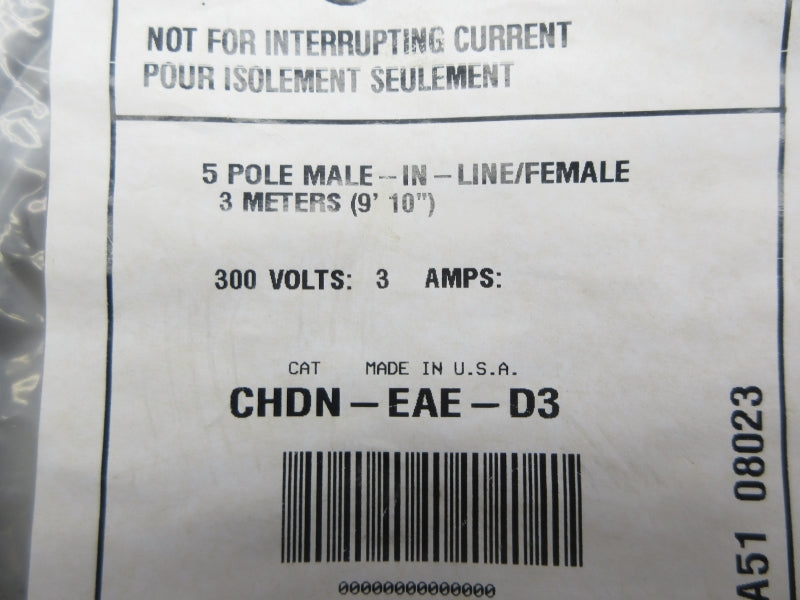 NOT FOR INTERRUPTING CURRENT
POUR ISOLEMENT SEULEMENT
5 POLE MALE-IN-LINE/FEMALE
3 METERS (9' 10")
300 VOLTS: 3 AMPS:
CAT MADE IN U.S.A.
CHDN-EAE-D3
00000000000000
A51 08023